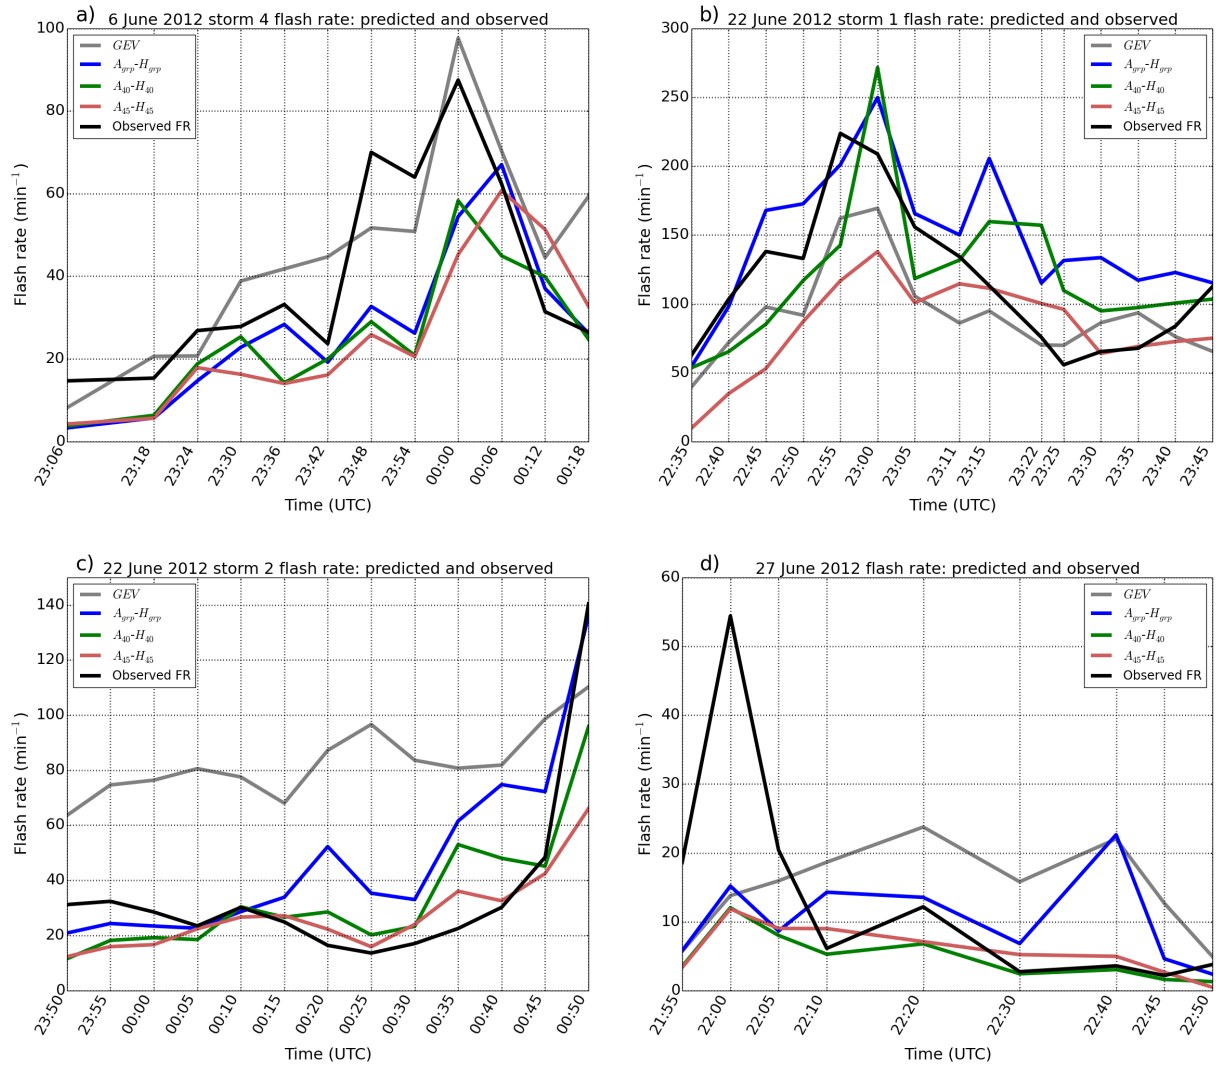 a) 6 June 2012 storm 4 flash rate: predicted and observed
100
80
60
40
20
0
Flash rate (min⁻¹)
GEV
A_grp-H_grp
A_40-H_40
A_45-H_45
Observed FR
23:06
23:18
23:24
23:30
23:36
23:42
23:48
23:54
00:00
00:06
00:12
00:18
Time (UTC)
b) 22 June 2012 storm 1 flash rate: predicted and observed
300
250
200
150
100
50
0
Flash rate (min⁻¹)
GEV
A_grp-H_grp
A_40-H_40
A_45-H_45
Observed FR
22:35
22:40
22:45
22:50
22:55
23:00
23:05
23:11
23:15
23:22
23:25
23:30
23:35
23:40
23:45
Time (UTC)
c) 22 June 2012 storm 2 flash rate: predicted and observed
140
120
100
80
60
40
20
0
Flash rate (min⁻¹)
GEV
A_grp-H_grp
A_40-H_40
A_45-H_45
Observed FR
23:50
23:55
00:00
00:05
00:10
00:15
00:20
00:25
00:30
00:35
00:40
00:45
00:50
Time (UTC)
d) 27 June 2012 flash rate: predicted and observed
60
50
40
30
20
10
0
Flash rate (min⁻¹)
GEV
A_grp-H_grp
A_40-H_40
A_45-H_45
Observed FR
21:55
22:00
22:05
22:10
22:20
22:30
22:40
22:45
22:50
Time (UTC)